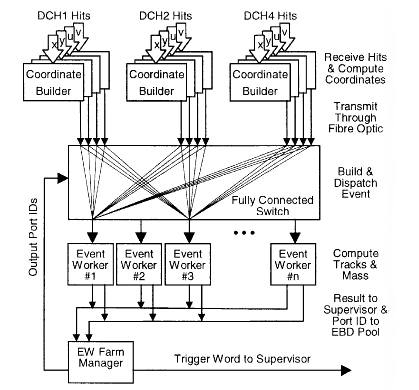 DCH1 Hits
DCH2 Hits
DCH4 Hits
x y u v
x y u v
x y u v
Coordinate
Builder
Coordinate
Builder
Coordinate
Builder
Receive Hits
& Compute
Coordinates
Transmit
Through
Fibre Optic
Fully Connected
Switch
Build &
Dispatch
Event
Output Port IDs
Event
Worker
#1
Event
Worker
#2
Event
Worker
#3
•••
Event
Worker
#n
Compute
Tracks &
Mass
Result to
Supervisor &
Port ID to
EBD Pool
EW Farm
Manager
Trigger Word to Supervisor